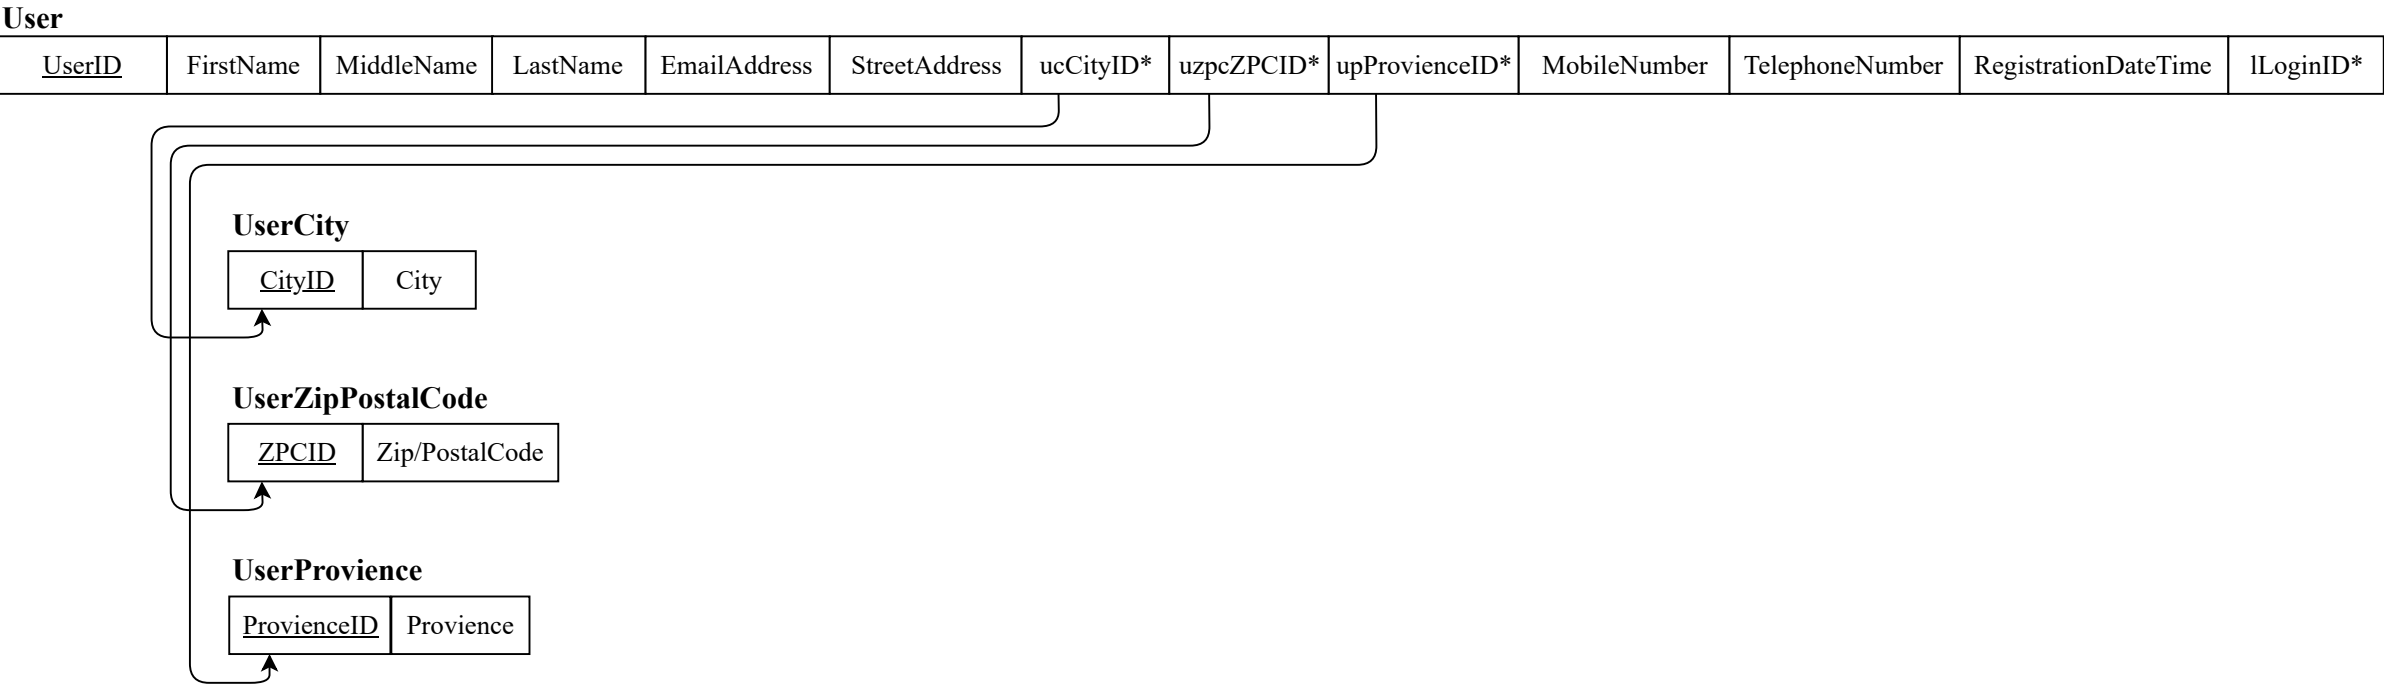 User
UserID FirstName MiddleName LastName EmailAddress StreetAddress ucCityID* uzpcZPCID* upProvienceID* MobileNumber TelephoneNumber RegistrationDateTime lLoginID*
UserCity
CityID City
UserZipPostalCode
ZPCID Zip/PostalCode
UserProvience
ProvienceID Provience